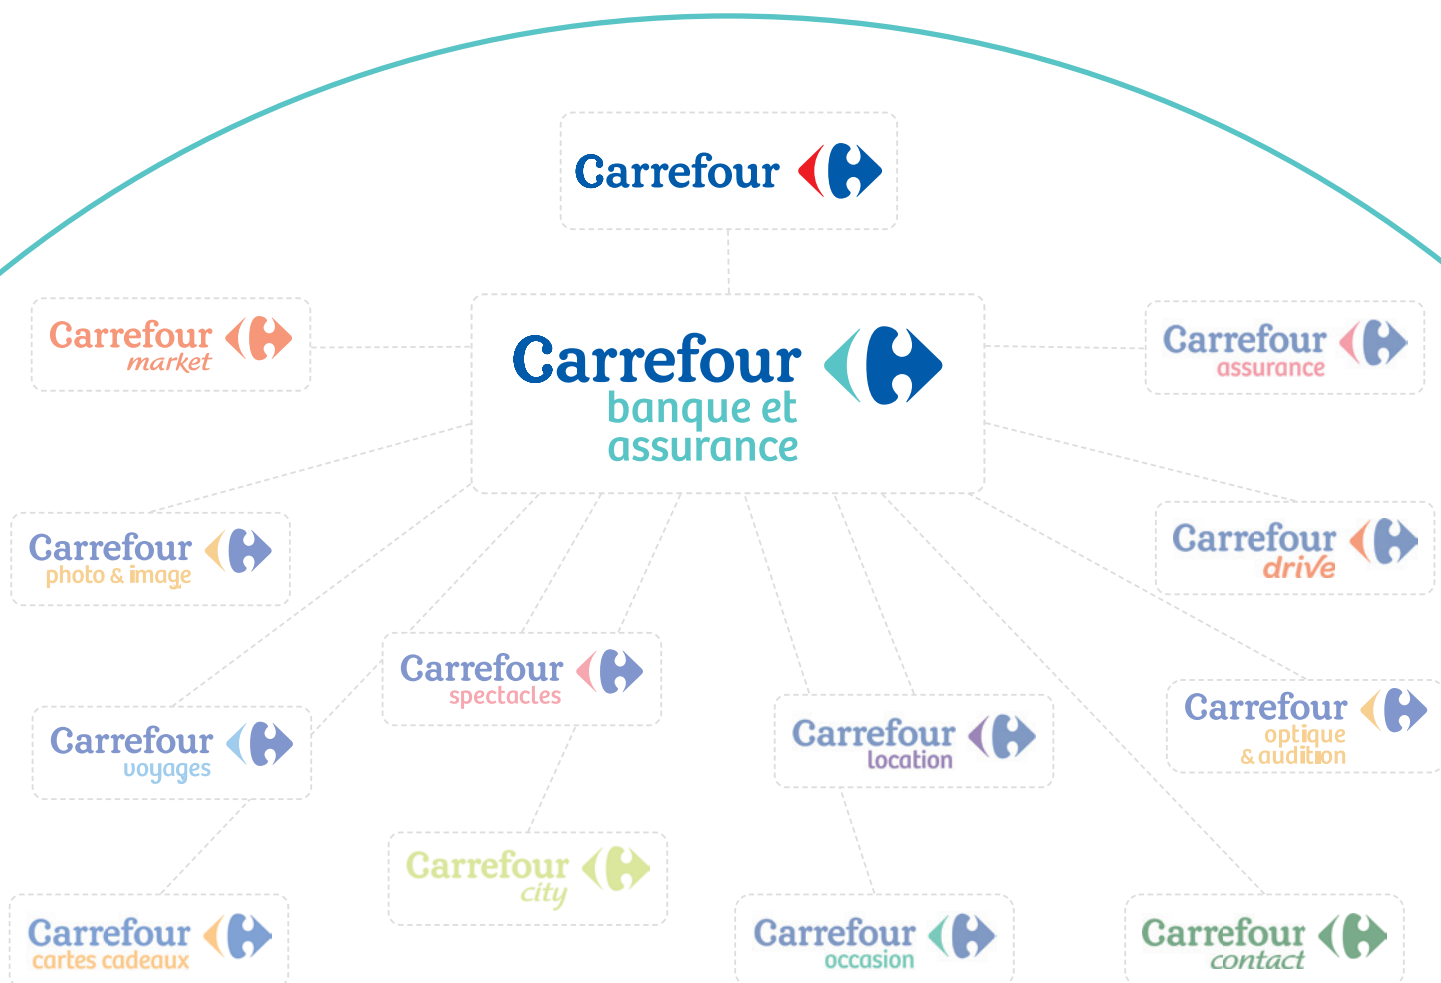 Carrefour
Carrefour
market
Carrefour
banque et
assurance
Carrefour
assurance
Carrefour
photo & image
Carrefour
drive
Carrefour
spectacles
Carrefour
voyages
Carrefour
location
Carrefour
optique
& audition
Carrefour
city
Carrefour
cartes cadeaux
Carrefour
occasion
Carrefour
contact